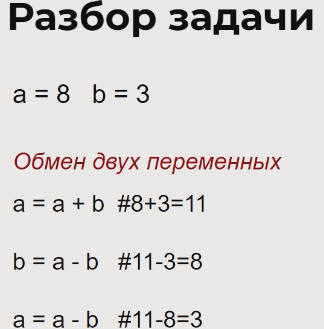 Разбор задачи
a = 8 b = 3
Обмен двух переменных
a = a + b #8+3=11
b = a - b #11-3=8
a = a - b #11-8=3